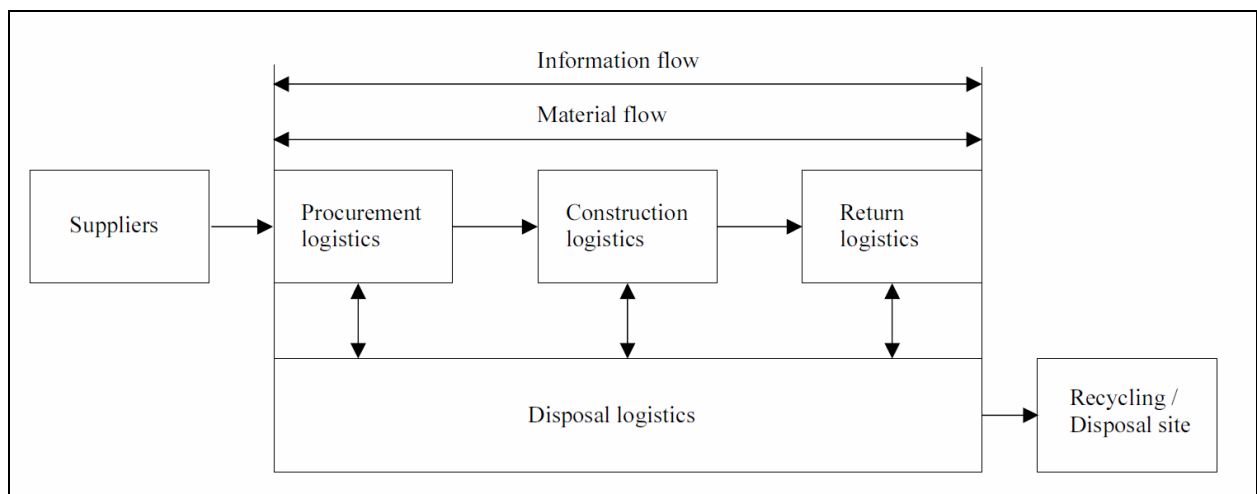 Information flow
Material flow
Suppliers
Procurement
logistics
Construction
logistics
Return
logistics
Disposal logistics
Recycling /
Disposal site